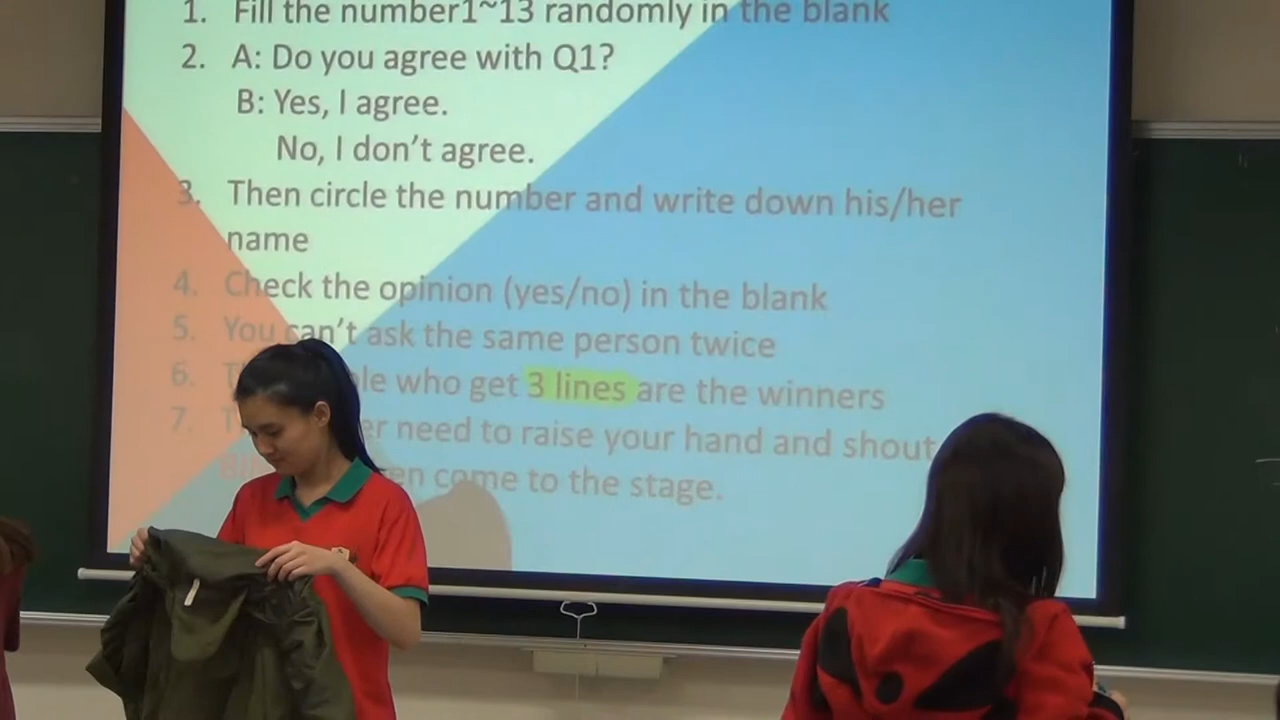 1. Fill the number1~13 randomly in the blank
2. A: Do you agree with Q1?
B: Yes, I agree.
No, I don't agree.
3. Then circle the number and write down his/her
name
4. Check the opinion (yes/no) in the blank
5. You can't ask the same person twice
6. who get 3 lines are the winners
7. need to raise your hand and shout
come to the stage.